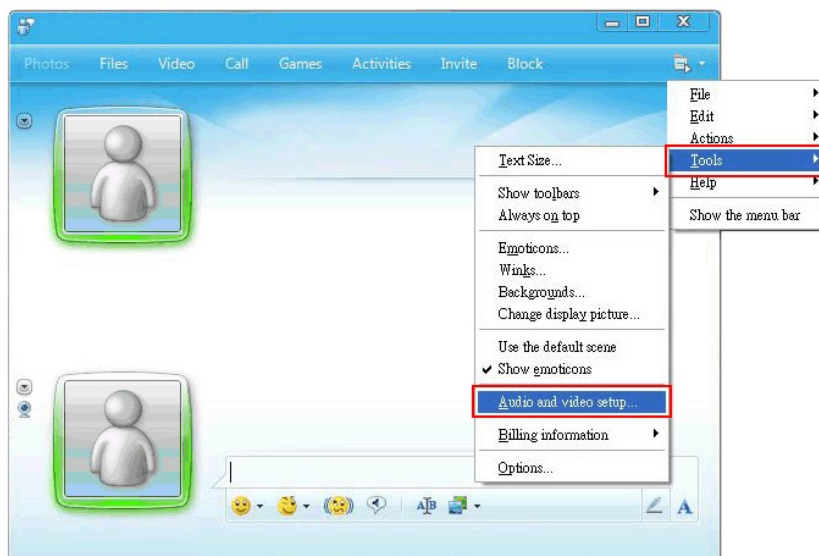 Photos Files Video Call Games Activities Invite Block
File
Edit
Actions
Tools
Help
Show the menu bar
Text Size...
Show toolbars
Always on top
Emoticons...
Winks...
Backgrounds...
Change display picture...
Use the default scene
Show emoticons
Audio and video setup...
Billing information
Options...
AB
A